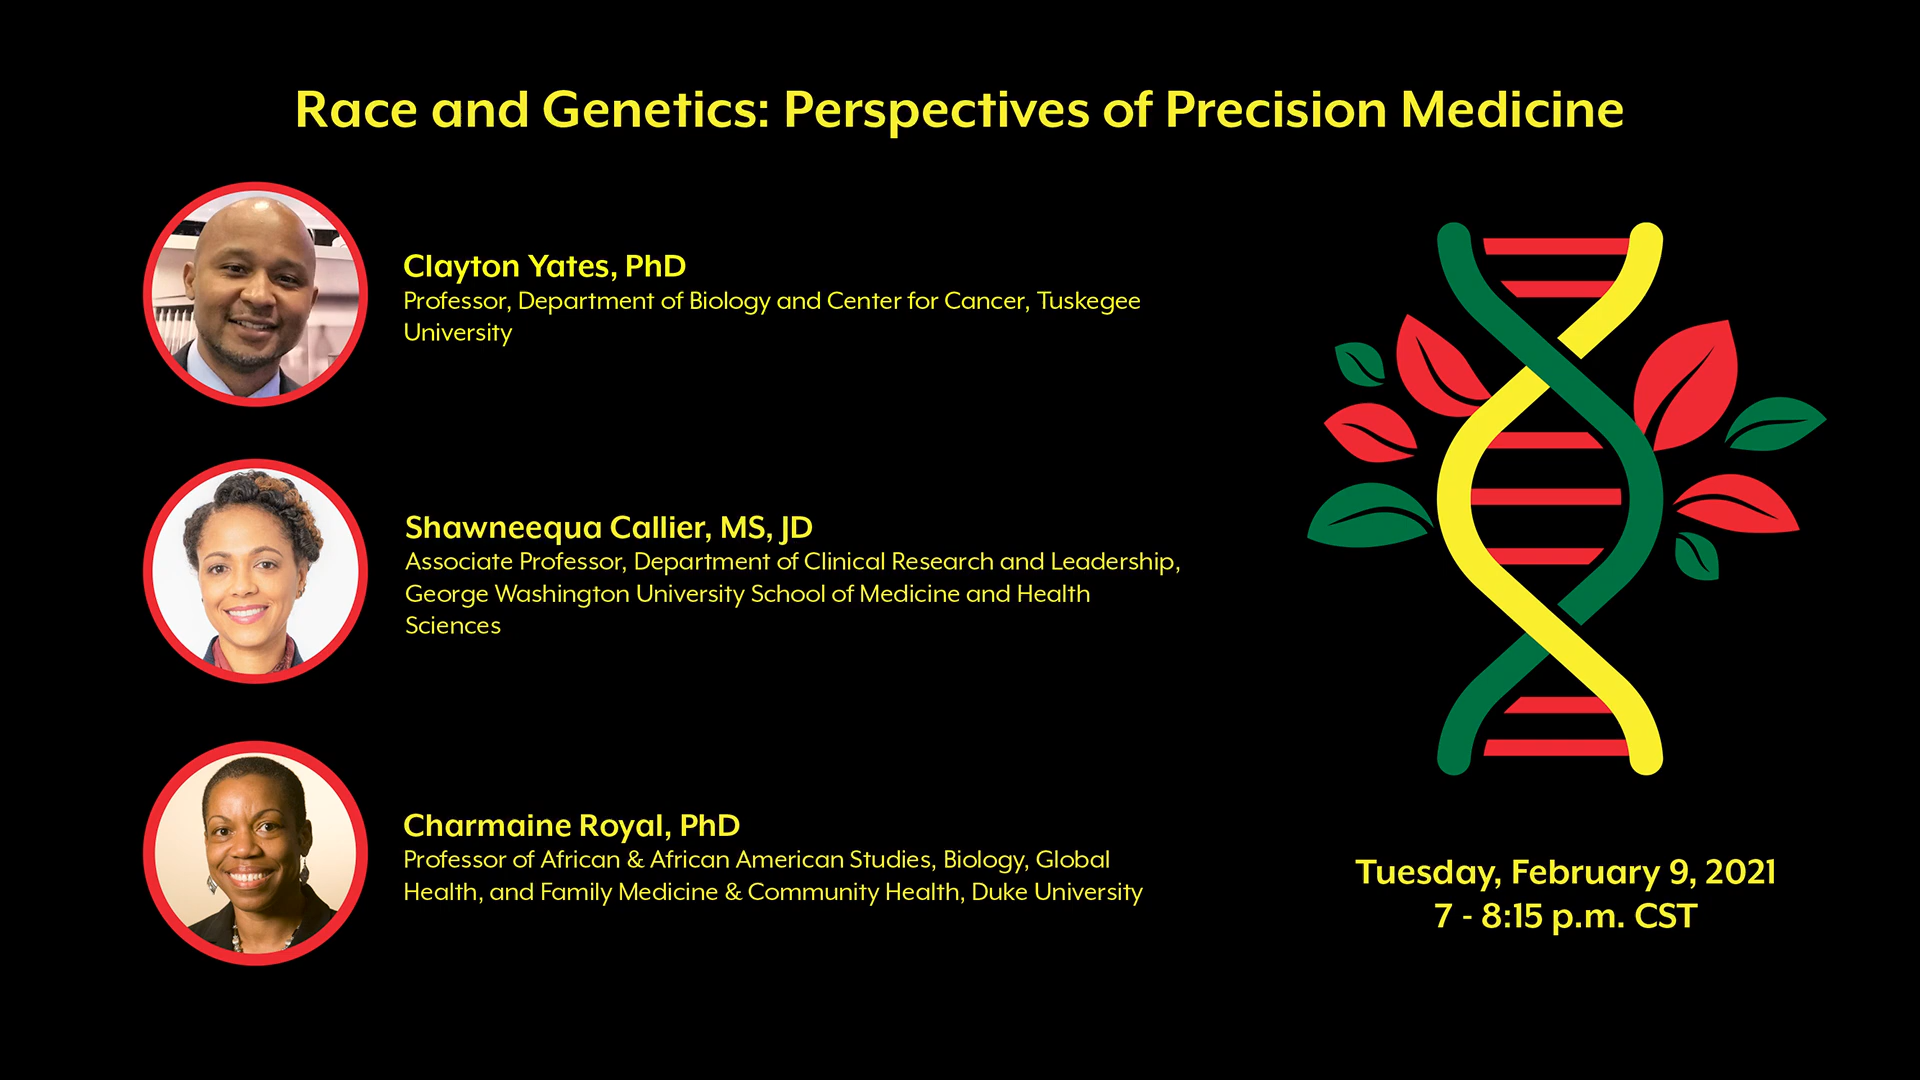 Race and Genetics: Perspectives of Precision Medicine
Clayton Yates, PhD
Professor, Department of Biology and Center for Cancer, Tuskegee
University
Shawneequa Callier, MS, JD
Associate Professor, Department of Clinical Research and Leadership,
George Washington University School of Medicine and Health
Sciences
Charmaine Royal, PhD
Professor of African & African American Studies, Biology, Global
Health, and Family Medicine & Community Health, Duke University
Tuesday, February 9, 2021
7 - 8:15 p.m. CST